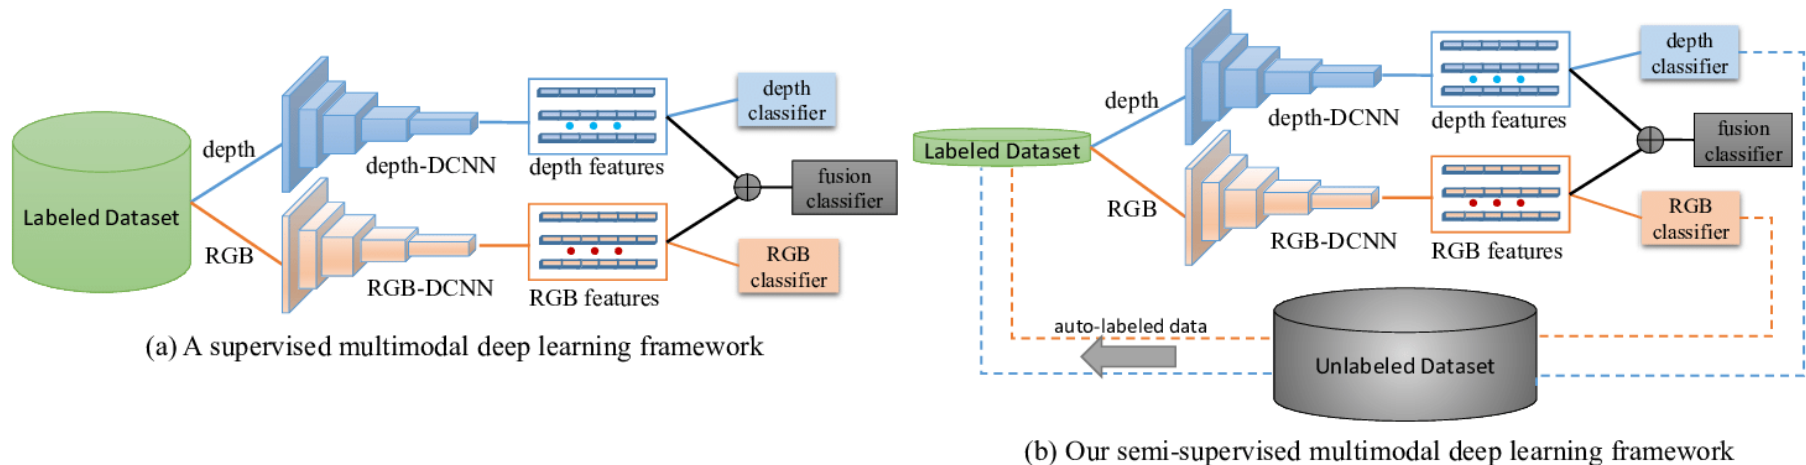 Labeled Dataset
depth
RGB
depth-DCNN
RGB-DCNN
depth features
RGB features
depth
classifier
fusion
classifier
RGB
classifier
(a) A supervised multimodal deep learning framework
Labeled Dataset
depth
RGB
depth-DCNN
RGB-DCNN
depth features
RGB features
depth
classifier
fusion
classifier
RGB
classifier
auto-labeled data
Unlabeled Dataset
(b) Our semi-supervised multimodal deep learning framework